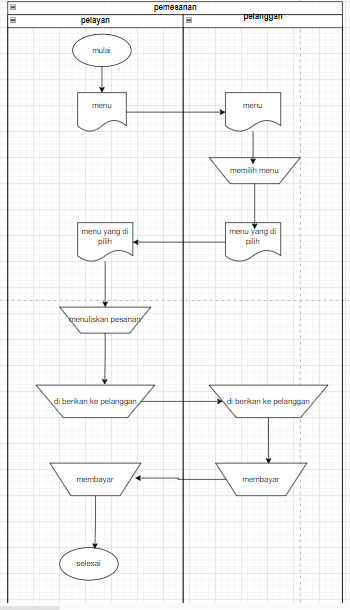 pemesanan
pelayan
pelanggan
mulai
menu
menu
memilih menu
menu yang di
pilih
menu yang di
pilih
menuliskan pesanan
di berikan ke pelanggan
di berikan ke pelanggan
membayar
membayar
selesai